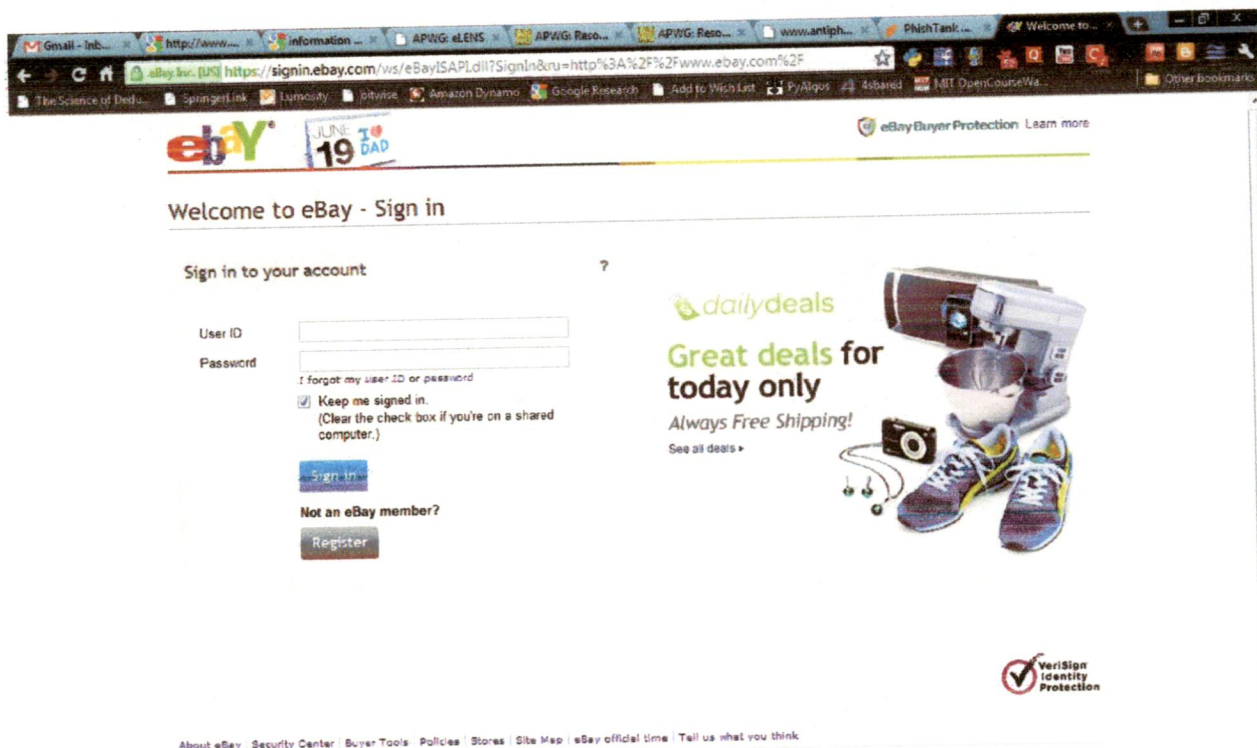 Gmail - Inb... http://www.... information ... APWG: eLENS APWG: Reso... APWG: Reso... www.antiph... PhishTank ... Welcome to...
eBay Inc. [US] https://signin.ebay.com/ws/eBayISAPI.dll?SignIn&ru=http%3A%2F%2Fwww.ebay.com%2F
The Science of Dedu... SpringerLink Lumosity bitwise Amazon Dynamo Google Research Add to Wish List PyAlgos 4shared MIT OpenCourseWa... Other bookmarks
ebaY JUNE 19 I DAD eBay Buyer Protection Learn more
Welcome to eBay - Sign in
Sign in to your account ?
User ID
Password
I forgot my user ID or password
Keep me signed in.
(Clear the check box if you're on a shared
computer.)
Sign in
Not an eBay member?
Register
dailydeals
Great deals for
today only
Always Free Shipping!
See all deals
VeriSign
Identity
Protection
About eBay | Security Center | Buyer Tools | Policies | Stores | Site Map | eBay official time | Tell us what you think